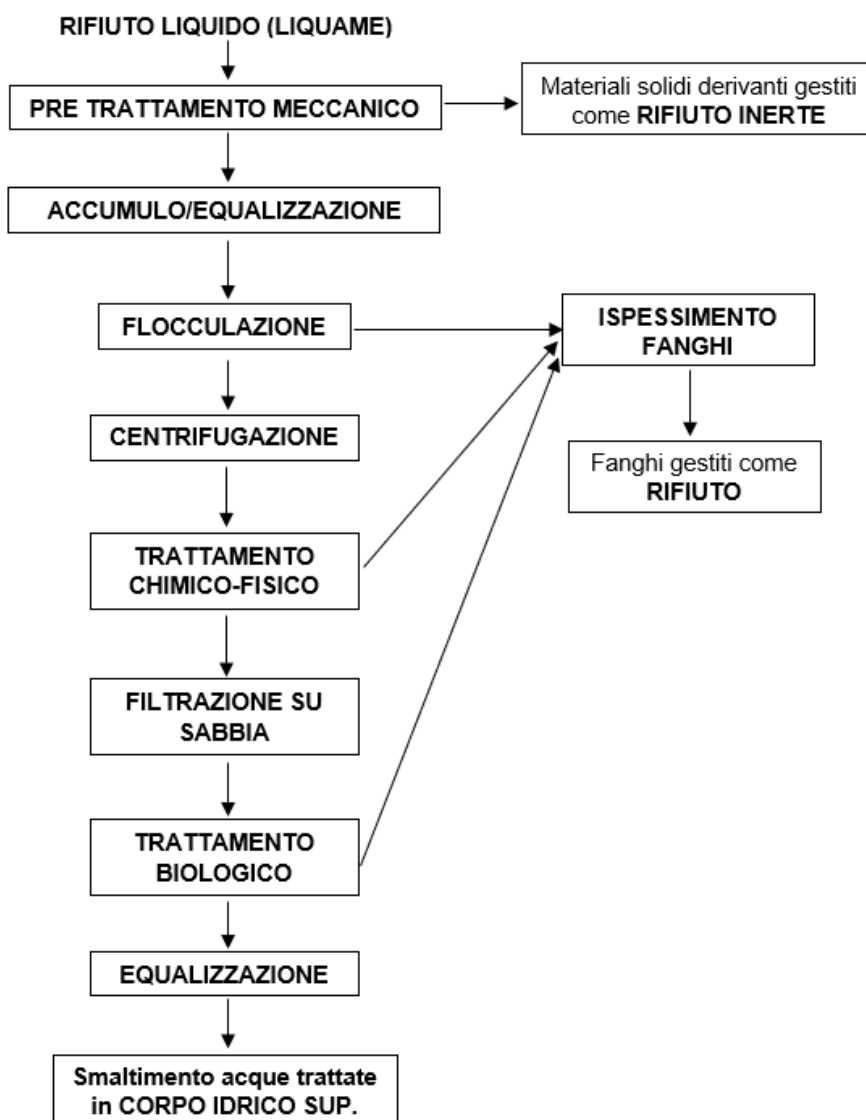 RIFIUTO LIQUIDO (LIQUAME)
PRE TRATTAMENTO MECCANICO
Materiali solidi derivanti gestiti
come RIFIUTO INERTE
ACCUMULO/EQUALIZZAZIONE
FLOCCULAZIONE
ISPESSIMENTO
FANGHI
CENTRIFUGAZIONE
Fanghi gestiti come
RIFIUTO
TRATTAMENTO
CHIMICO-FISICO
FILTRAZIONE SU
SABBIA
TRATTAMENTO
BIOLOGICO
EQUALIZZAZIONE
Smaltimento acque trattate
in CORPO IDRICO SUP.